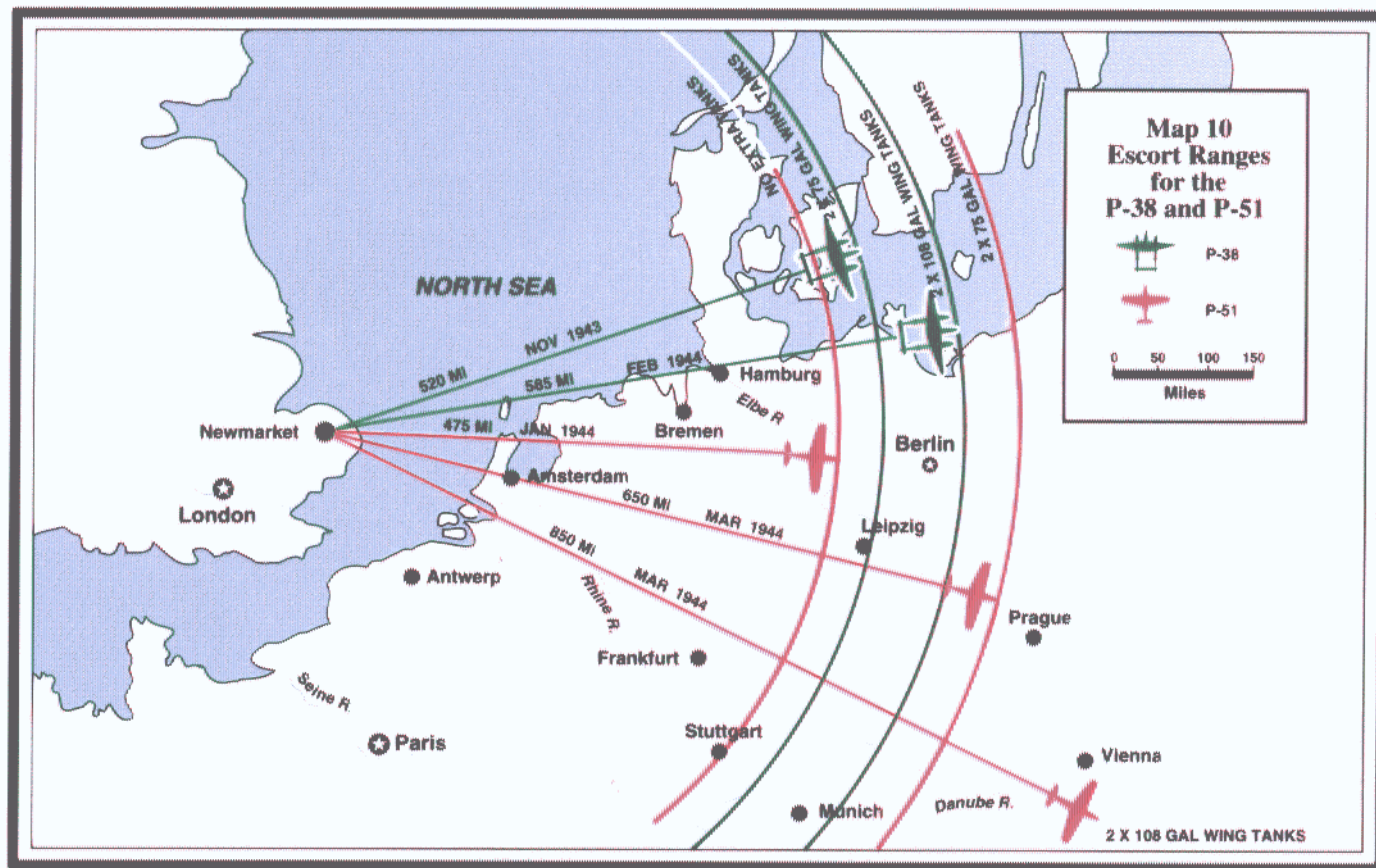 Map 10
Escort Ranges
for the
P-38 and P-51
P-38
P-51
0 50 100 150
Miles
NO EXTRA TANKS
2 X 75 GAL WING TANKS
2 X 108 GAL WING TANKS
2 X 75 GAL WING TANKS
NORTH SEA
520 MI NOV 1943
585 MI FEB 1944
Hamburg
Elbe R
Bremen
Newmarket
475 MI JAN 1944
Berlin
Amsterdam
London
650 MI MAR 1944
Leipzig
850 MI MAR 1944
Antwerp
Rhine R.
Prague
Frankfurt
Seine R.
Paris
Stuttgart
Vienna
Danube R.
Munich
2 X 108 GAL WING TANKS